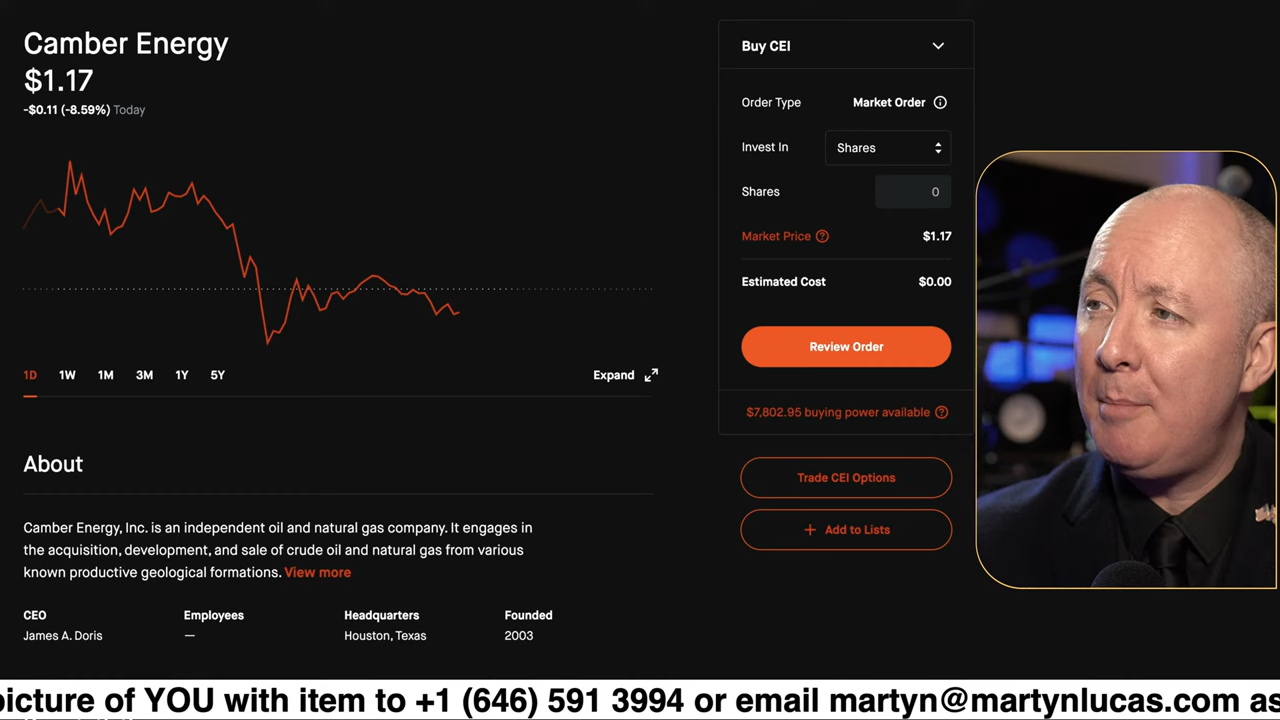 Camber Energy
$1.17
-$0.11 (-8.59%) Today
1D 1W 1M 3M 1Y 5Y Expand
About
Camber Energy, Inc. is an independent oil and natural gas company. It engages in
the acquisition, development, and sale of crude oil and natural gas from various
known productive geological formations. View more
CEO Employees Headquarters Founded
James A. Doris — Houston, Texas 2003
Buy CEI
Order Type Market Order
Invest In Shares
Shares 0
Market Price $1.17
Estimated Cost $0.00
Review Order
$7,802.95 buying power available
Trade CEI Options
+ Add to Lists
picture of YOU with item to +1 (646) 591 3994 or email martyn@martynlucas.com as